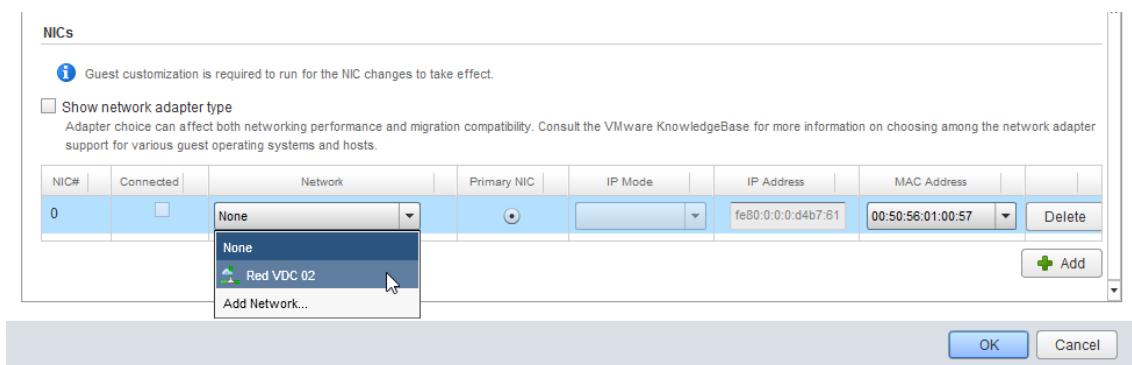 NICs
Guest customization is required to run for the NIC changes to take effect.
Show network adapter type
Adapter choice can affect both networking performance and migration compatibility. Consult the VMware KnowledgeBase for more information on choosing among the network adapter
support for various guest operating systems and hosts.
NIC# Connected Network Primary NIC IP Mode IP Address MAC Address
0 None fe80:0:0:0:d4b7:61 00:50:56:01:00:57 Delete
None
Red VDC 02
Add Network...
Add
OK Cancel